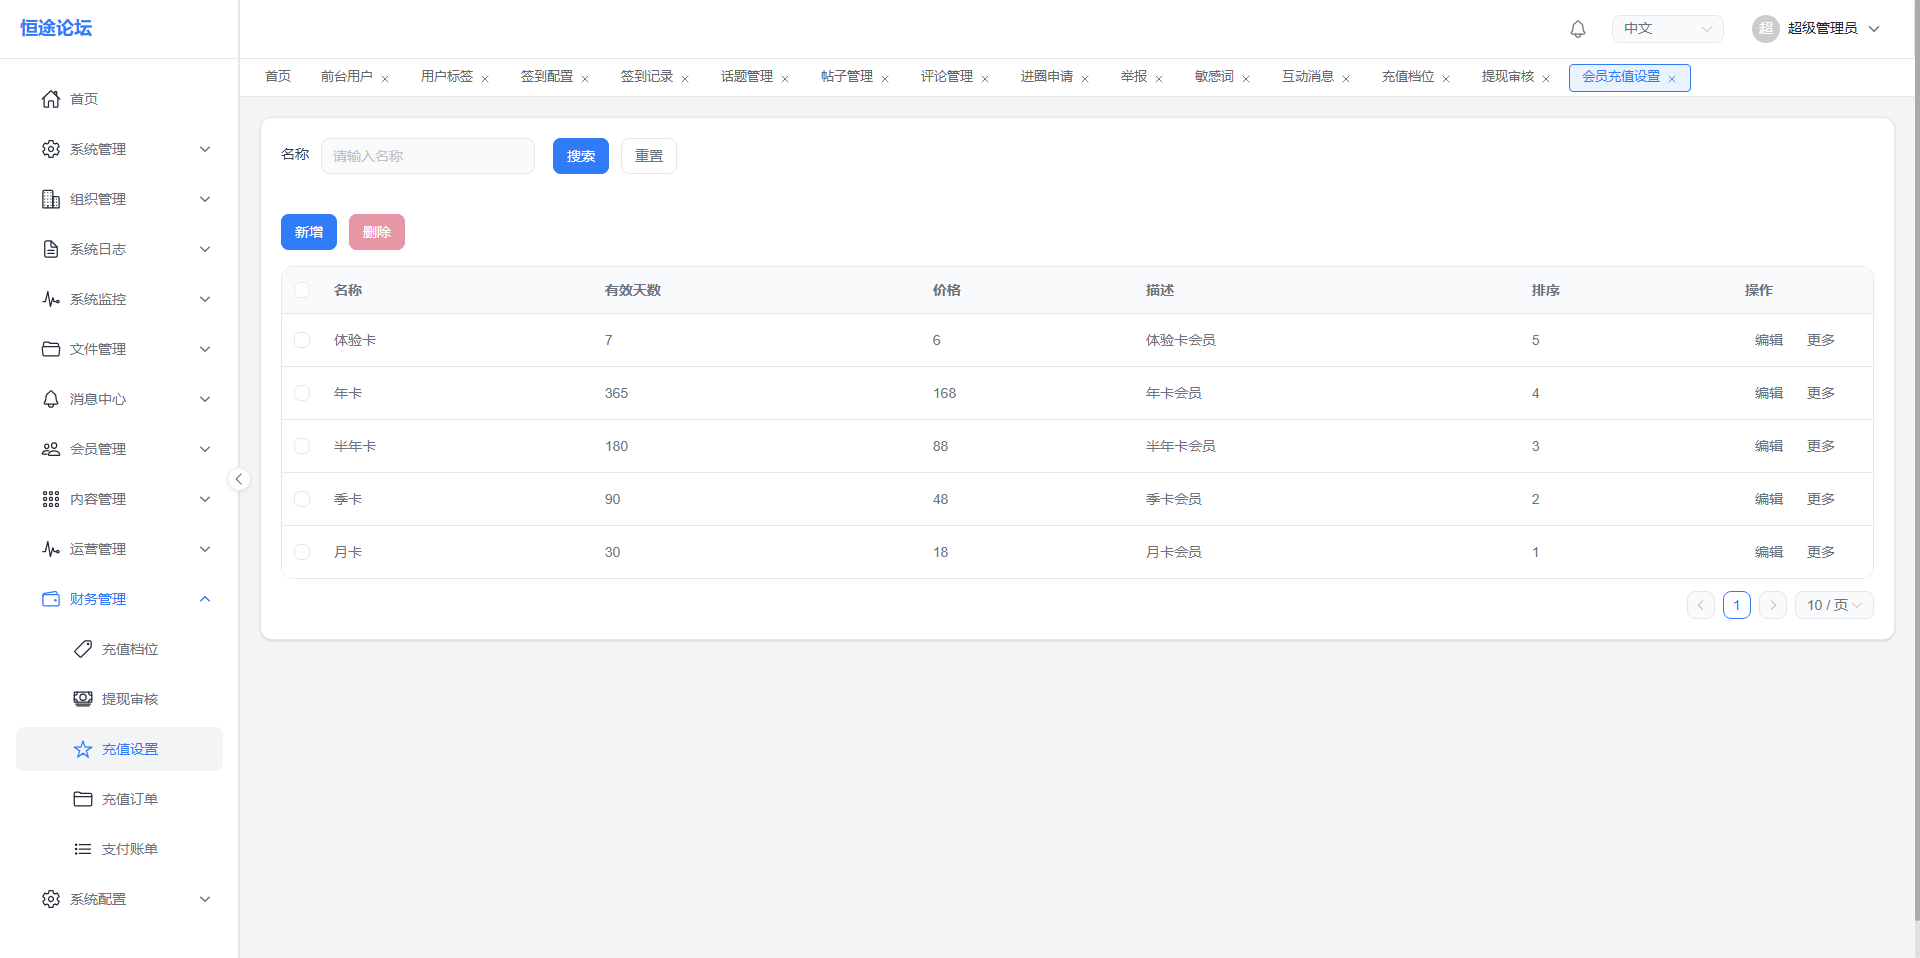 恒途论坛
中文
超
超级管理员
首页
前台用户
用户标签
签到配置
签到记录
话题管理
帖子管理
评论管理
进圈申请
举报
敏感词
互动消息
充值档位
提现审核
会员充值设置
首页
系统管理
组织管理
系统日志
系统监控
文件管理
消息中心
会员管理
内容管理
运营管理
财务管理
充值档位
提现审核
充值设置
充值订单
支付账单
系统配置
名称 请输入名称 搜索 重置
新增 删除
名称 有效天数 价格 描述 排序 操作
体验卡 7 6 体验卡会员 5 编辑 更多
年卡 365 168 年卡会员 4 编辑 更多
半年卡 180 88 半年卡会员 3 编辑 更多
季卡 90 48 季卡会员 2 编辑 更多
月卡 30 18 月卡会员 1 编辑 更多
1 10 / 页